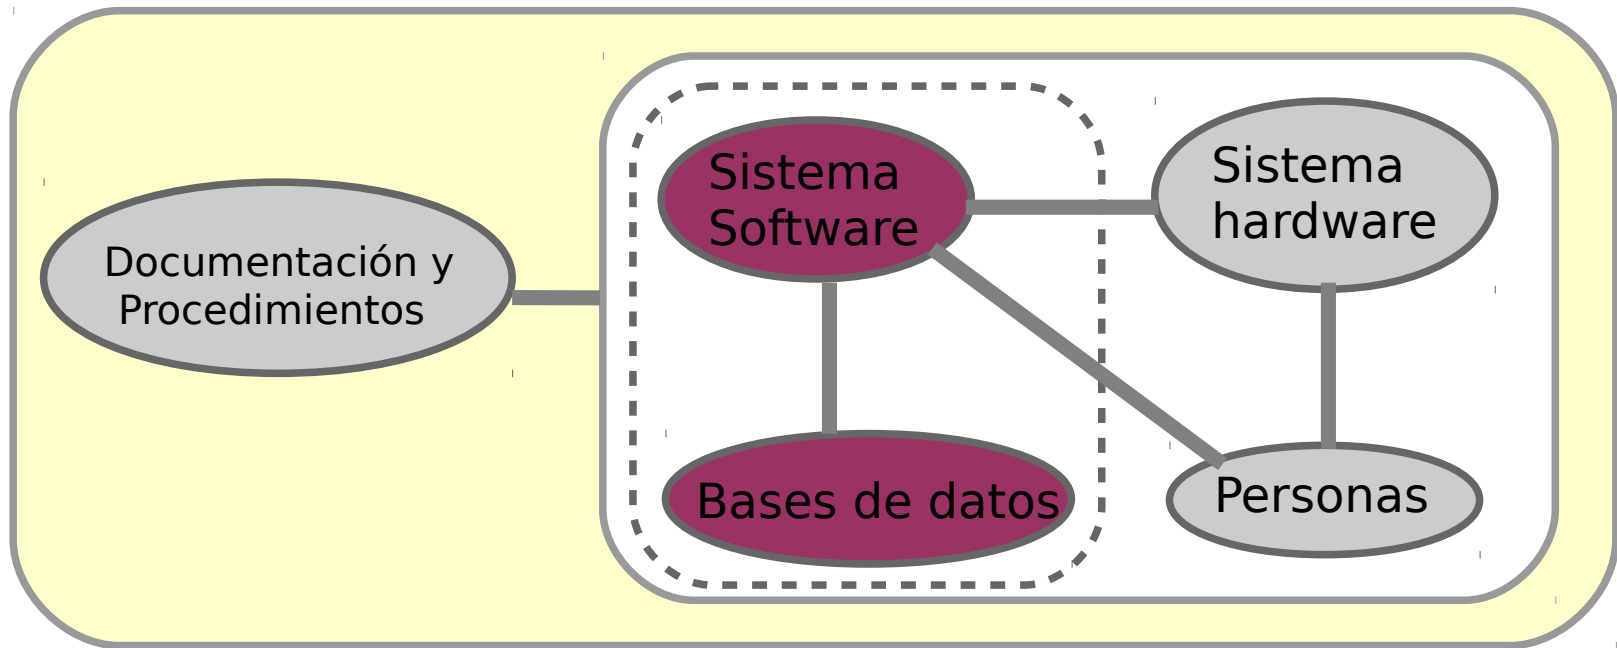 Documentación y
Procedimientos
Sistema
Software
Sistema
hardware
Bases de datos
Personas